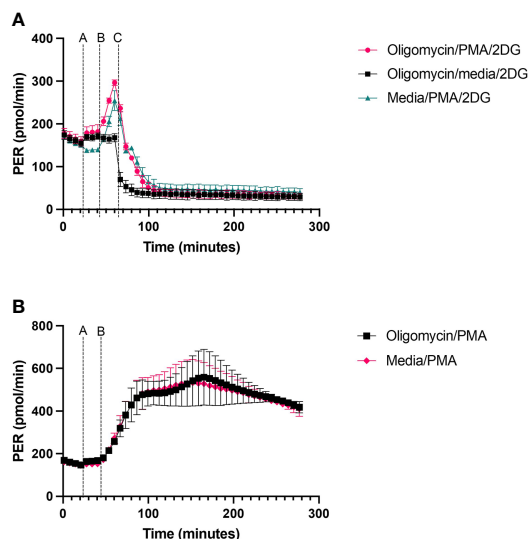 A
A B C
400
300
200
100
0
PER (pmol/min)
0 100 200 300
Time (minutes)
Oligomycin/PMA/2DG
Oligomycin/media/2DG
Media/PMA/2DG
B
A B
800
600
400
200
0
PER (pmol/min)
0 100 200 300
Time (minutes)
Oligomycin/PMA
Media/PMA